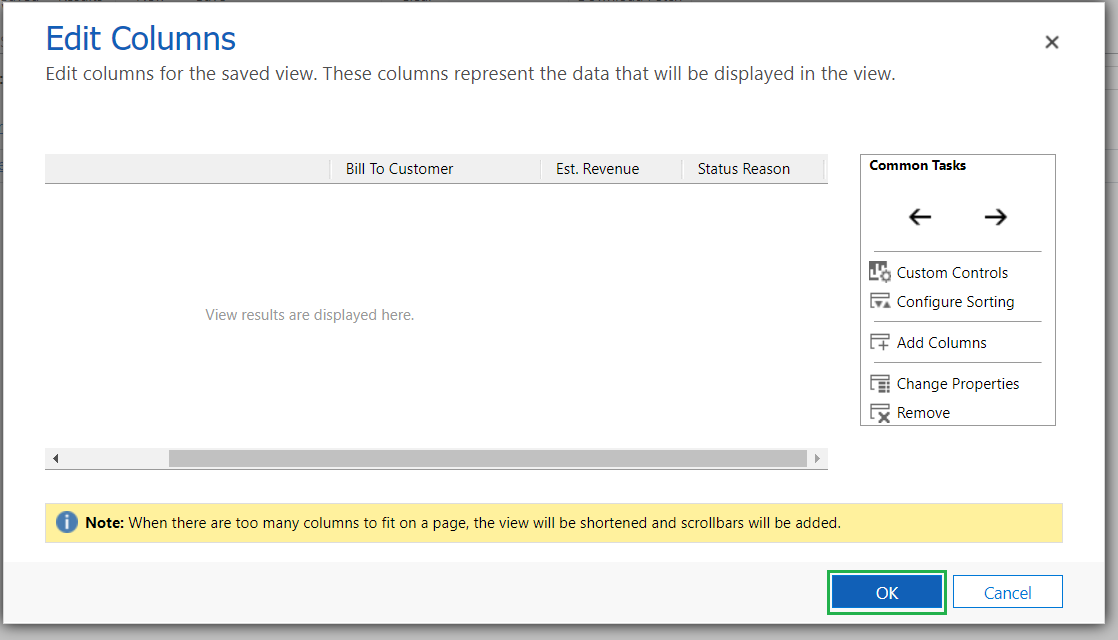 Edit Columns
Edit columns for the saved view. These columns represent the data that will be displayed in the view.
Bill To Customer Est. Revenue Status Reason
Common Tasks
View results are displayed here.
Custom Controls
Configure Sorting
Add Columns
Change Properties
Remove
Note: When there are too many columns to fit on a page, the view will be shortened and scrollbars will be added.
OK Cancel